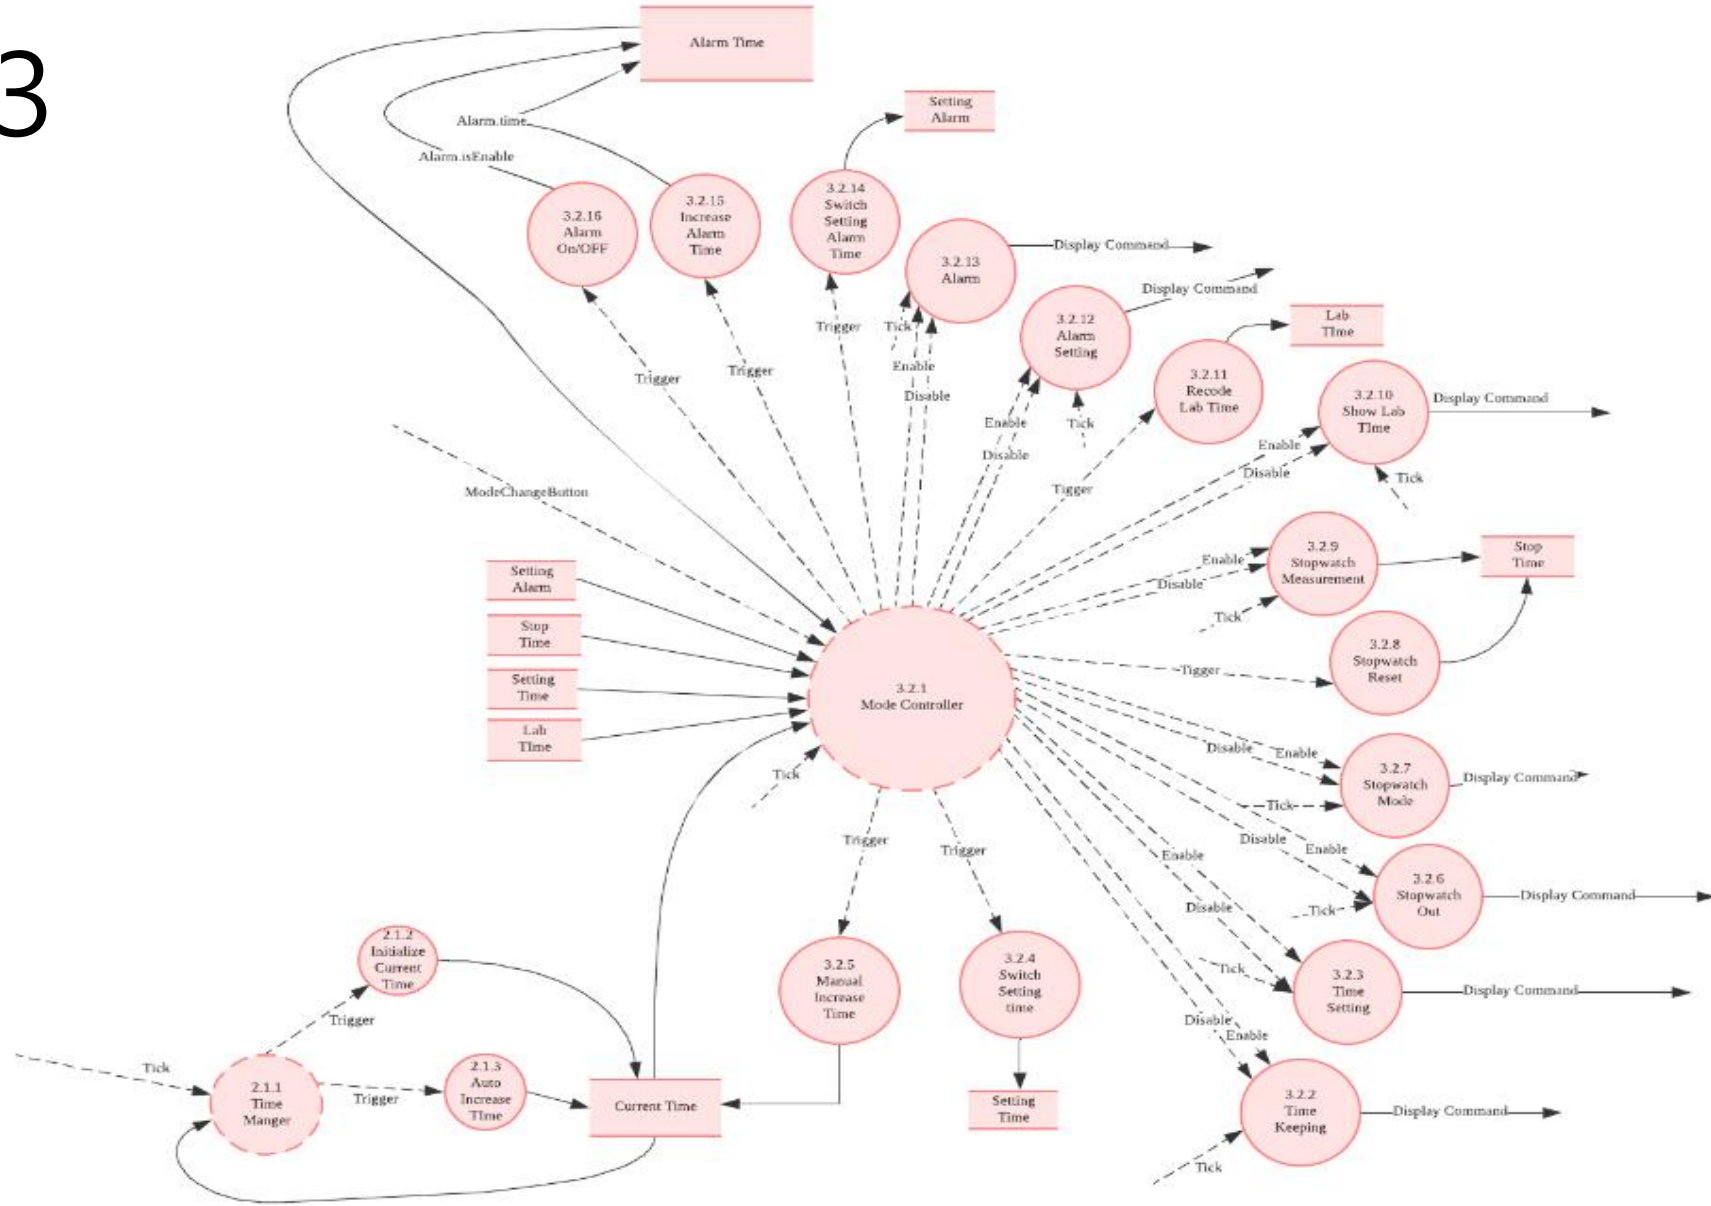 3
Alarm Time
Setting
Alarm
Alarm.time
Alarm.isEnable
3.2.16
Alarm
On/OFF
3.2.15
Increase
Alarm
Time
3.2.14
Switch
Setting
Alarm
Time
3.2.13
Alarm
Display Command
3.2.12
Alarm
Setting
Display Command
Lab
TIme
3.2.11
Recode
Lab Time
3.2.10
Show Lab
TIme
Display Command
Trigger
Trigger
Trigger
Tick
Enable
Disable
Enable
Disable
Tick
Tigger
Enable
Disable
Tick
ModeChangeButton
Setting
Alarm
Stop
Time
Setting
Time
Lab
TIme
Tick
3.2.1
Mode Controller
Enable
Disable
Tick
3.2.9
Stopwatch
Measurement
Stop
Time
Tigger
3.2.8
Stopwatch
Reset
Disable
Enable
Tick
3.2.7
Stopwatch
Mode
Display Command
Disable
Enable
Tick
3.2.6
Stopwatch
Out
Display Command
Enable
Disable
Tick
3.2.3
Time
Setting
Display Command
Disable
Enable
Tick
3.2.2
Time
Keeping
Display Command
Trigger
Trigger
3.2.5
Manual
Increase
Time
3.2.4
Switch
Setting
time
Setting
Time
2.1.2
Initialize
Current
Time
Trigger
Tick
2.1.1
Time
Manger
Trigger
2.1.3
Auto
Increase
TIme
Current Time